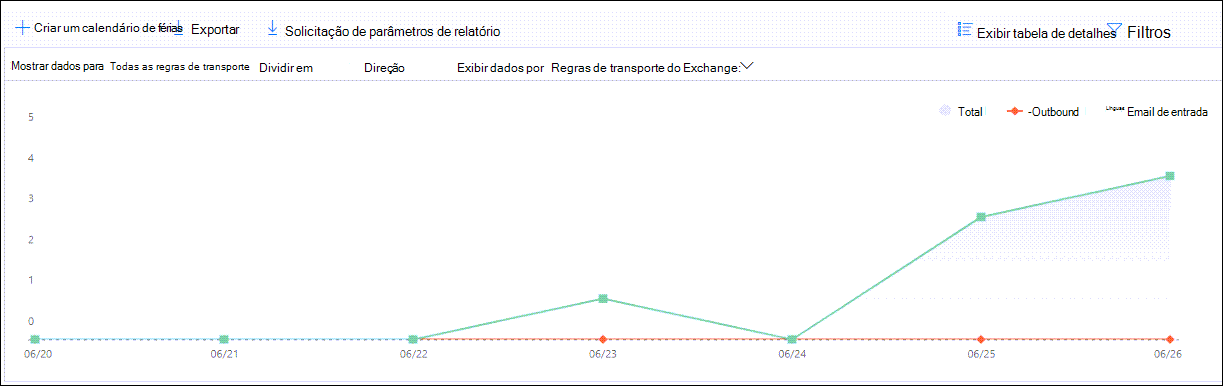 Criar um calendário de férias Exportar Solicitação de parâmetros de relatório Exibir tabela de detalhes Filtros
Mostrar dados para Todas as regras de transporte Dividir em Direção Exibir dados por Regras de transporte do Exchange:
Total -Outbound Línguas Email de entrada
5
4
3
2
1
0
06/20 06/21 06/22 06/23 06/24 06/25 06/26